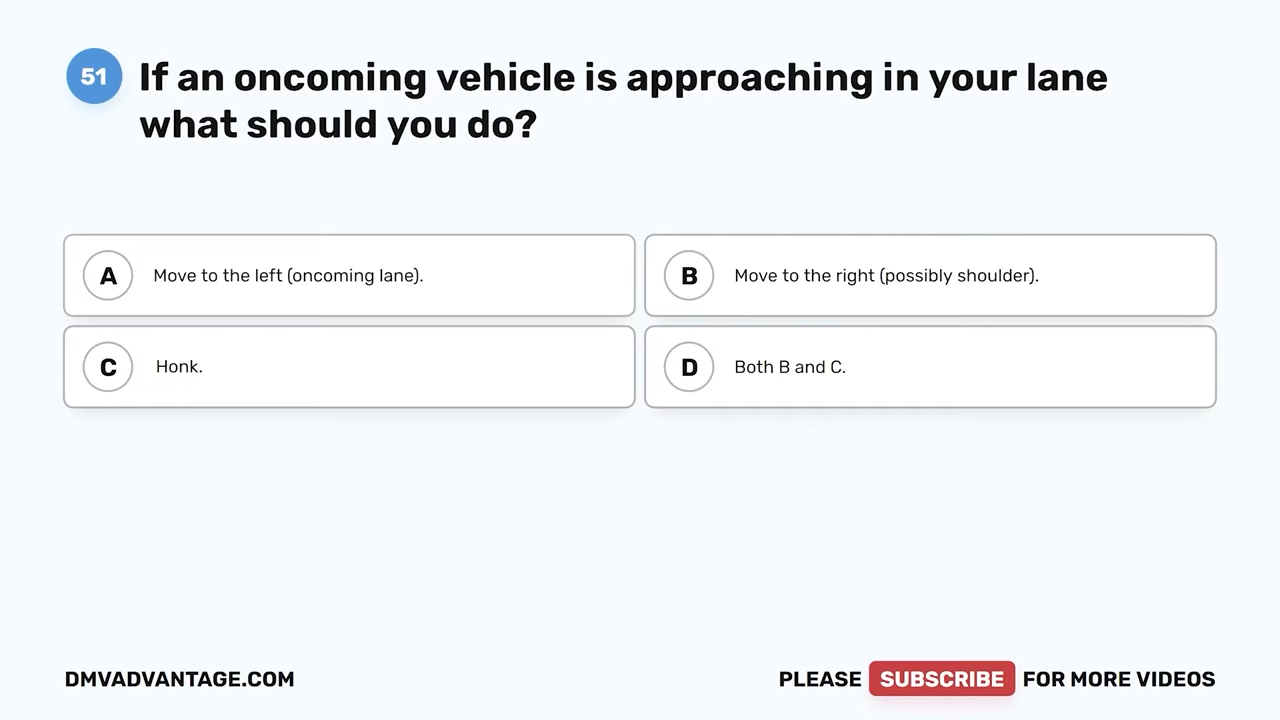 51
If an oncoming vehicle is approaching in your lane
what should you do?
A Move to the left (oncoming lane).
B Move to the right (possibly shoulder).
C Honk.
D Both B and C.
DMVADVANTAGE.COM
PLEASE SUBSCRIBE FOR MORE VIDEOS